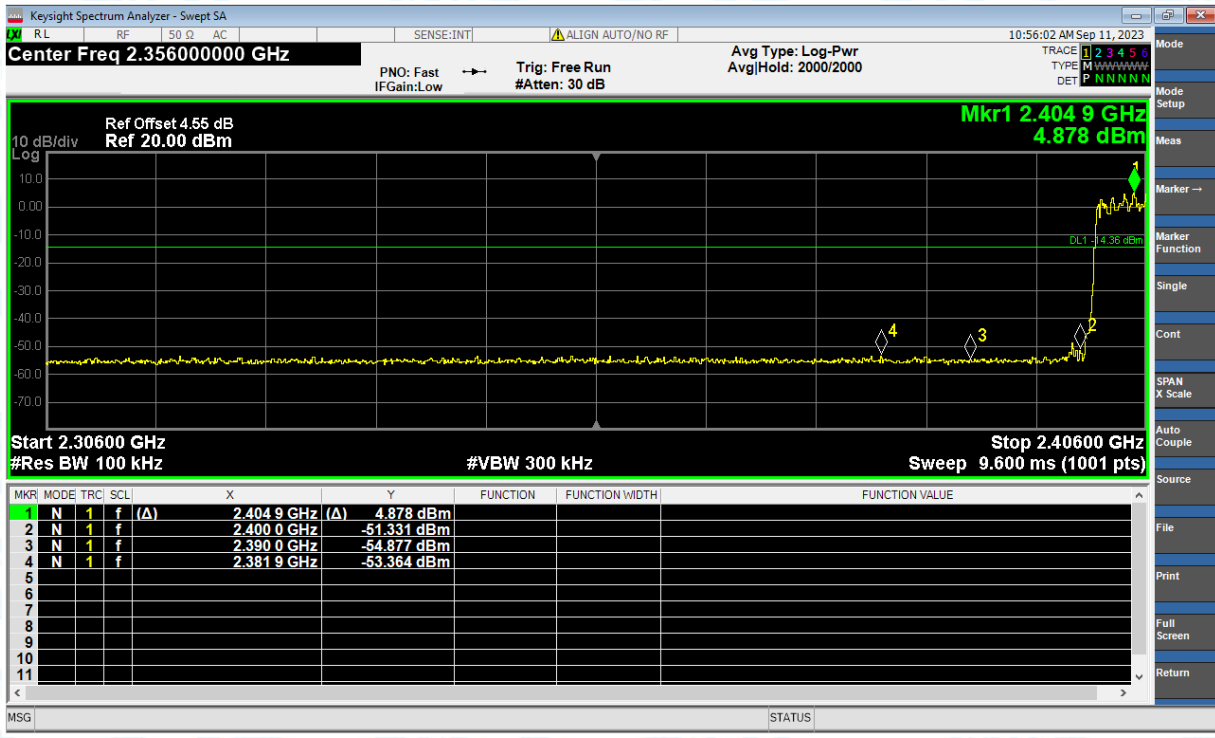 Keysight Spectrum Analyzer - Swept SA
LXI RL RF 50 Ω AC SENSE:INT ALIGN AUTO/NO RF 10:56:02 AM Sep 11, 2023
Center Freq 2.356000000 GHz
PNO: Fast
IFGain:Low
Trig: Free Run
#Atten: 30 dB
Avg Type: Log-Pwr
Avg|Hold: 2000/2000
TRACE 1 2 3 4 5 6
TYPE M WWWWW
DET P N N N N N
Ref Offset 4.55 dB
10 dB/div Ref 20.00 dBm
Log
Mkr1 2.404 9 GHz
4.878 dBm
10.0
0.00
-10.0
-20.0
-30.0
-40.0
-50.0
-60.0
-70.0
DL1 -14.36 dBm
1
2
3
4
Start 2.30600 GHz Stop 2.40600 GHz
#Res BW 100 kHz #VBW 300 kHz Sweep 9.600 ms (1001 pts)
MKR MODE TRC SCL X Y FUNCTION FUNCTION WIDTH FUNCTION VALUE
1 N 1 f (Δ) 2.404 9 GHz (Δ) 4.878 dBm
2 N 1 f 2.400 0 GHz -51.331 dBm
3 N 1 f 2.390 0 GHz -54.877 dBm
4 N 1 f 2.381 9 GHz -53.364 dBm
5
6
7
8
9
10
11
MSG STATUS
Mode
Mode
Setup
Meas
Marker→
Marker
Function
Single
Cont
SPAN
X Scale
Auto
Couple
Source
File
Print
Full
Screen
Return